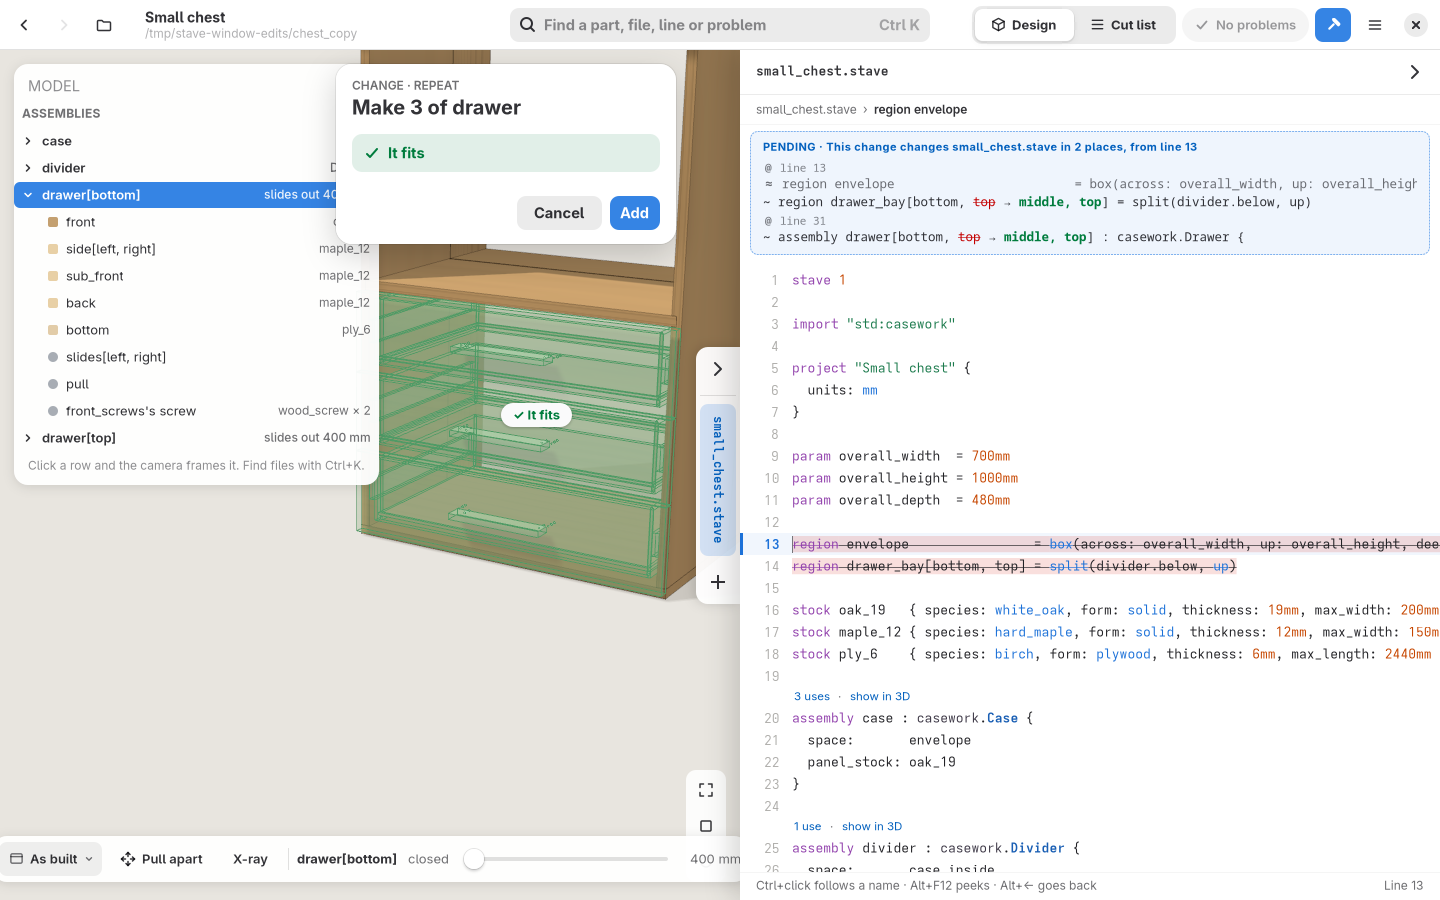 Small chest
/tmp/stave-window-edits/chest_copy
Find a part, file, line or problem
Ctrl K
Design
Cut list
No problems
MODEL
ASSEMBLIES
case
divider
drawer[bottom]
slides out 40
front
side[left, right]
maple_12
sub_front
maple_12
back
maple_12
bottom
ply_6
slides[left, right]
pull
front_screws's screw
wood_screw × 2
drawer[top]
slides out 400 mm
Click a row and the camera frames it. Find files with Ctrl+K.
CHANGE · REPEAT
Make 3 of drawer
It fits
Cancel
Add
It fits
small_chest.stave
As built
Pull apart
X-ray
drawer[bottom]
closed
400 mm
small_chest.stave
small_chest.stave › region envelope
PENDING · This change changes small_chest.stave in 2 places, from line 13
@ line 13
≈ region envelope = box(across: overall_width, up: overall_heigh
~ region drawer_bay[bottom, top → middle, top] = split(divider.below, up)
@ line 31
~ assembly drawer[bottom, top → middle, top] : casework.Drawer {
1 stave 1
2
3 import "std:casework"
4
5 project "Small chest" {
6 units: mm
7 }
8
9 param overall_width = 700mm
10 param overall_height = 1000mm
11 param overall_depth = 480mm
12
13 region envelope = box(across: overall_width, up: overall_height, dee
14 region drawer_bay[bottom, top] = split(divider.below, up)
15
16 stock oak_19 { species: white_oak, form: solid, thickness: 19mm, max_width: 200mm
17 stock maple_12 { species: hard_maple, form: solid, thickness: 12mm, max_width: 150m
18 stock ply_6 { species: birch, form: plywood, thickness: 6mm, max_length: 2440mm
19
3 uses · show in 3D
20 assembly case : casework.Case {
21 space: envelope
22 panel_stock: oak_19
23 }
24
1 use · show in 3D
25 assembly divider : casework.Divider {
26 space: case.inside
Ctrl+click follows a name · Alt+F12 peeks · Alt+← goes back
Line 13